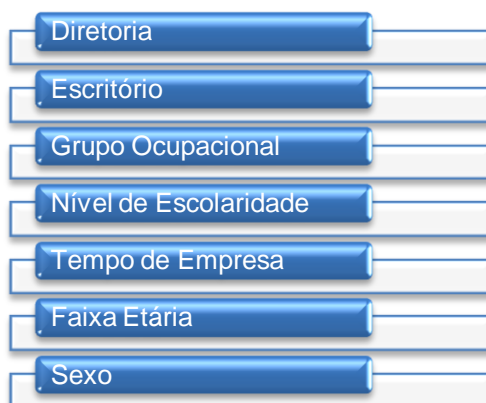 Diretoria
Escritório
Grupo Ocupacional
Nível de Escolaridade
Tempo de Empresa
Faixa Etária
Sexo